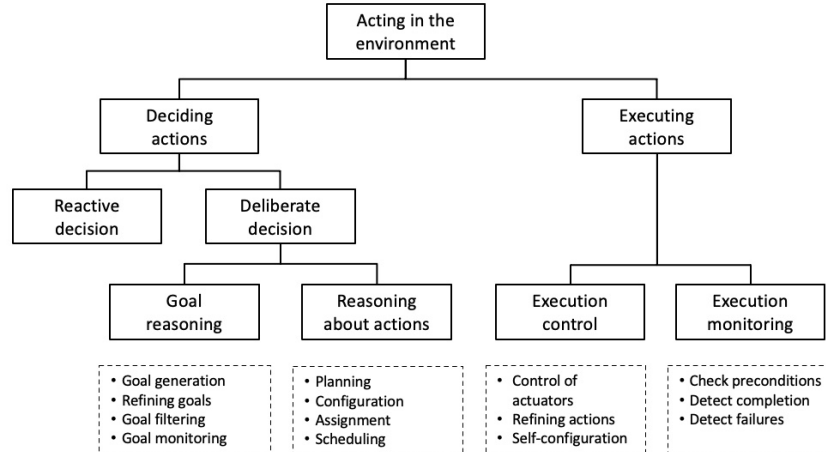 Acting in the
environment
Deciding
actions
Executing
actions
Reactive
decision
Deliberate
decision
Goal
reasoning
Reasoning
about actions
Execution
control
Execution
monitoring
• Goal generation
• Refining goals
• Goal filtering
• Goal monitoring
• Planning
• Configuration
• Assignment
• Scheduling
• Control of
actuators
• Refining actions
• Self-configuration
• Check preconditions
• Detect completion
• Detect failures